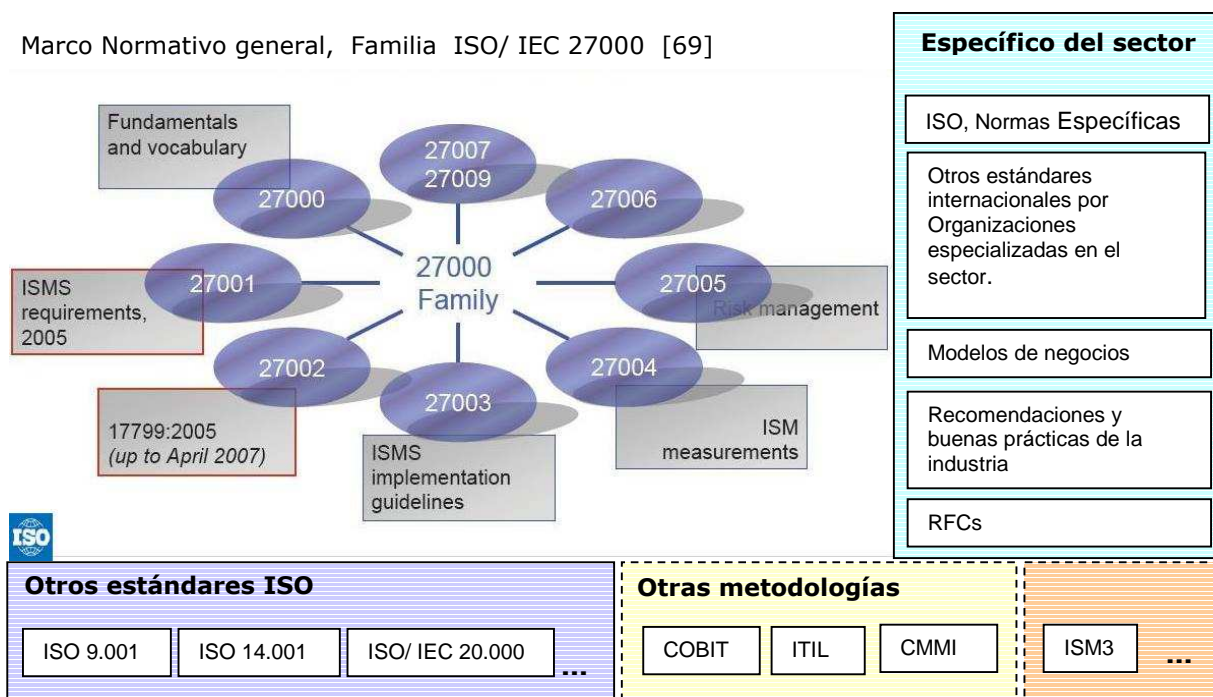 Marco Normativo general, Familia ISO/ IEC 27000 [69]
Fundamentals
and vocabulary
27007
27009
27000
27006
27001
ISMS
requirements,
2005
27000
Family
27005
Risk management
27002
17799:2005
(up to April 2007)
27003
ISMS
implementation
guidelines
27004
ISM
measurements
ISO
Específico del sector
ISO, Normas Específicas
Otros estándares
internacionales por
Organizaciones
especializadas en el
sector.
Modelos de negocios
Recomendaciones y
buenas prácticas de la
industria
RFCs
Otros estándares ISO
ISO 9.001
ISO 14.001
ISO/ IEC 20.000
...
Otras metodologías
COBIT
ITIL
CMMI
ISM3
...